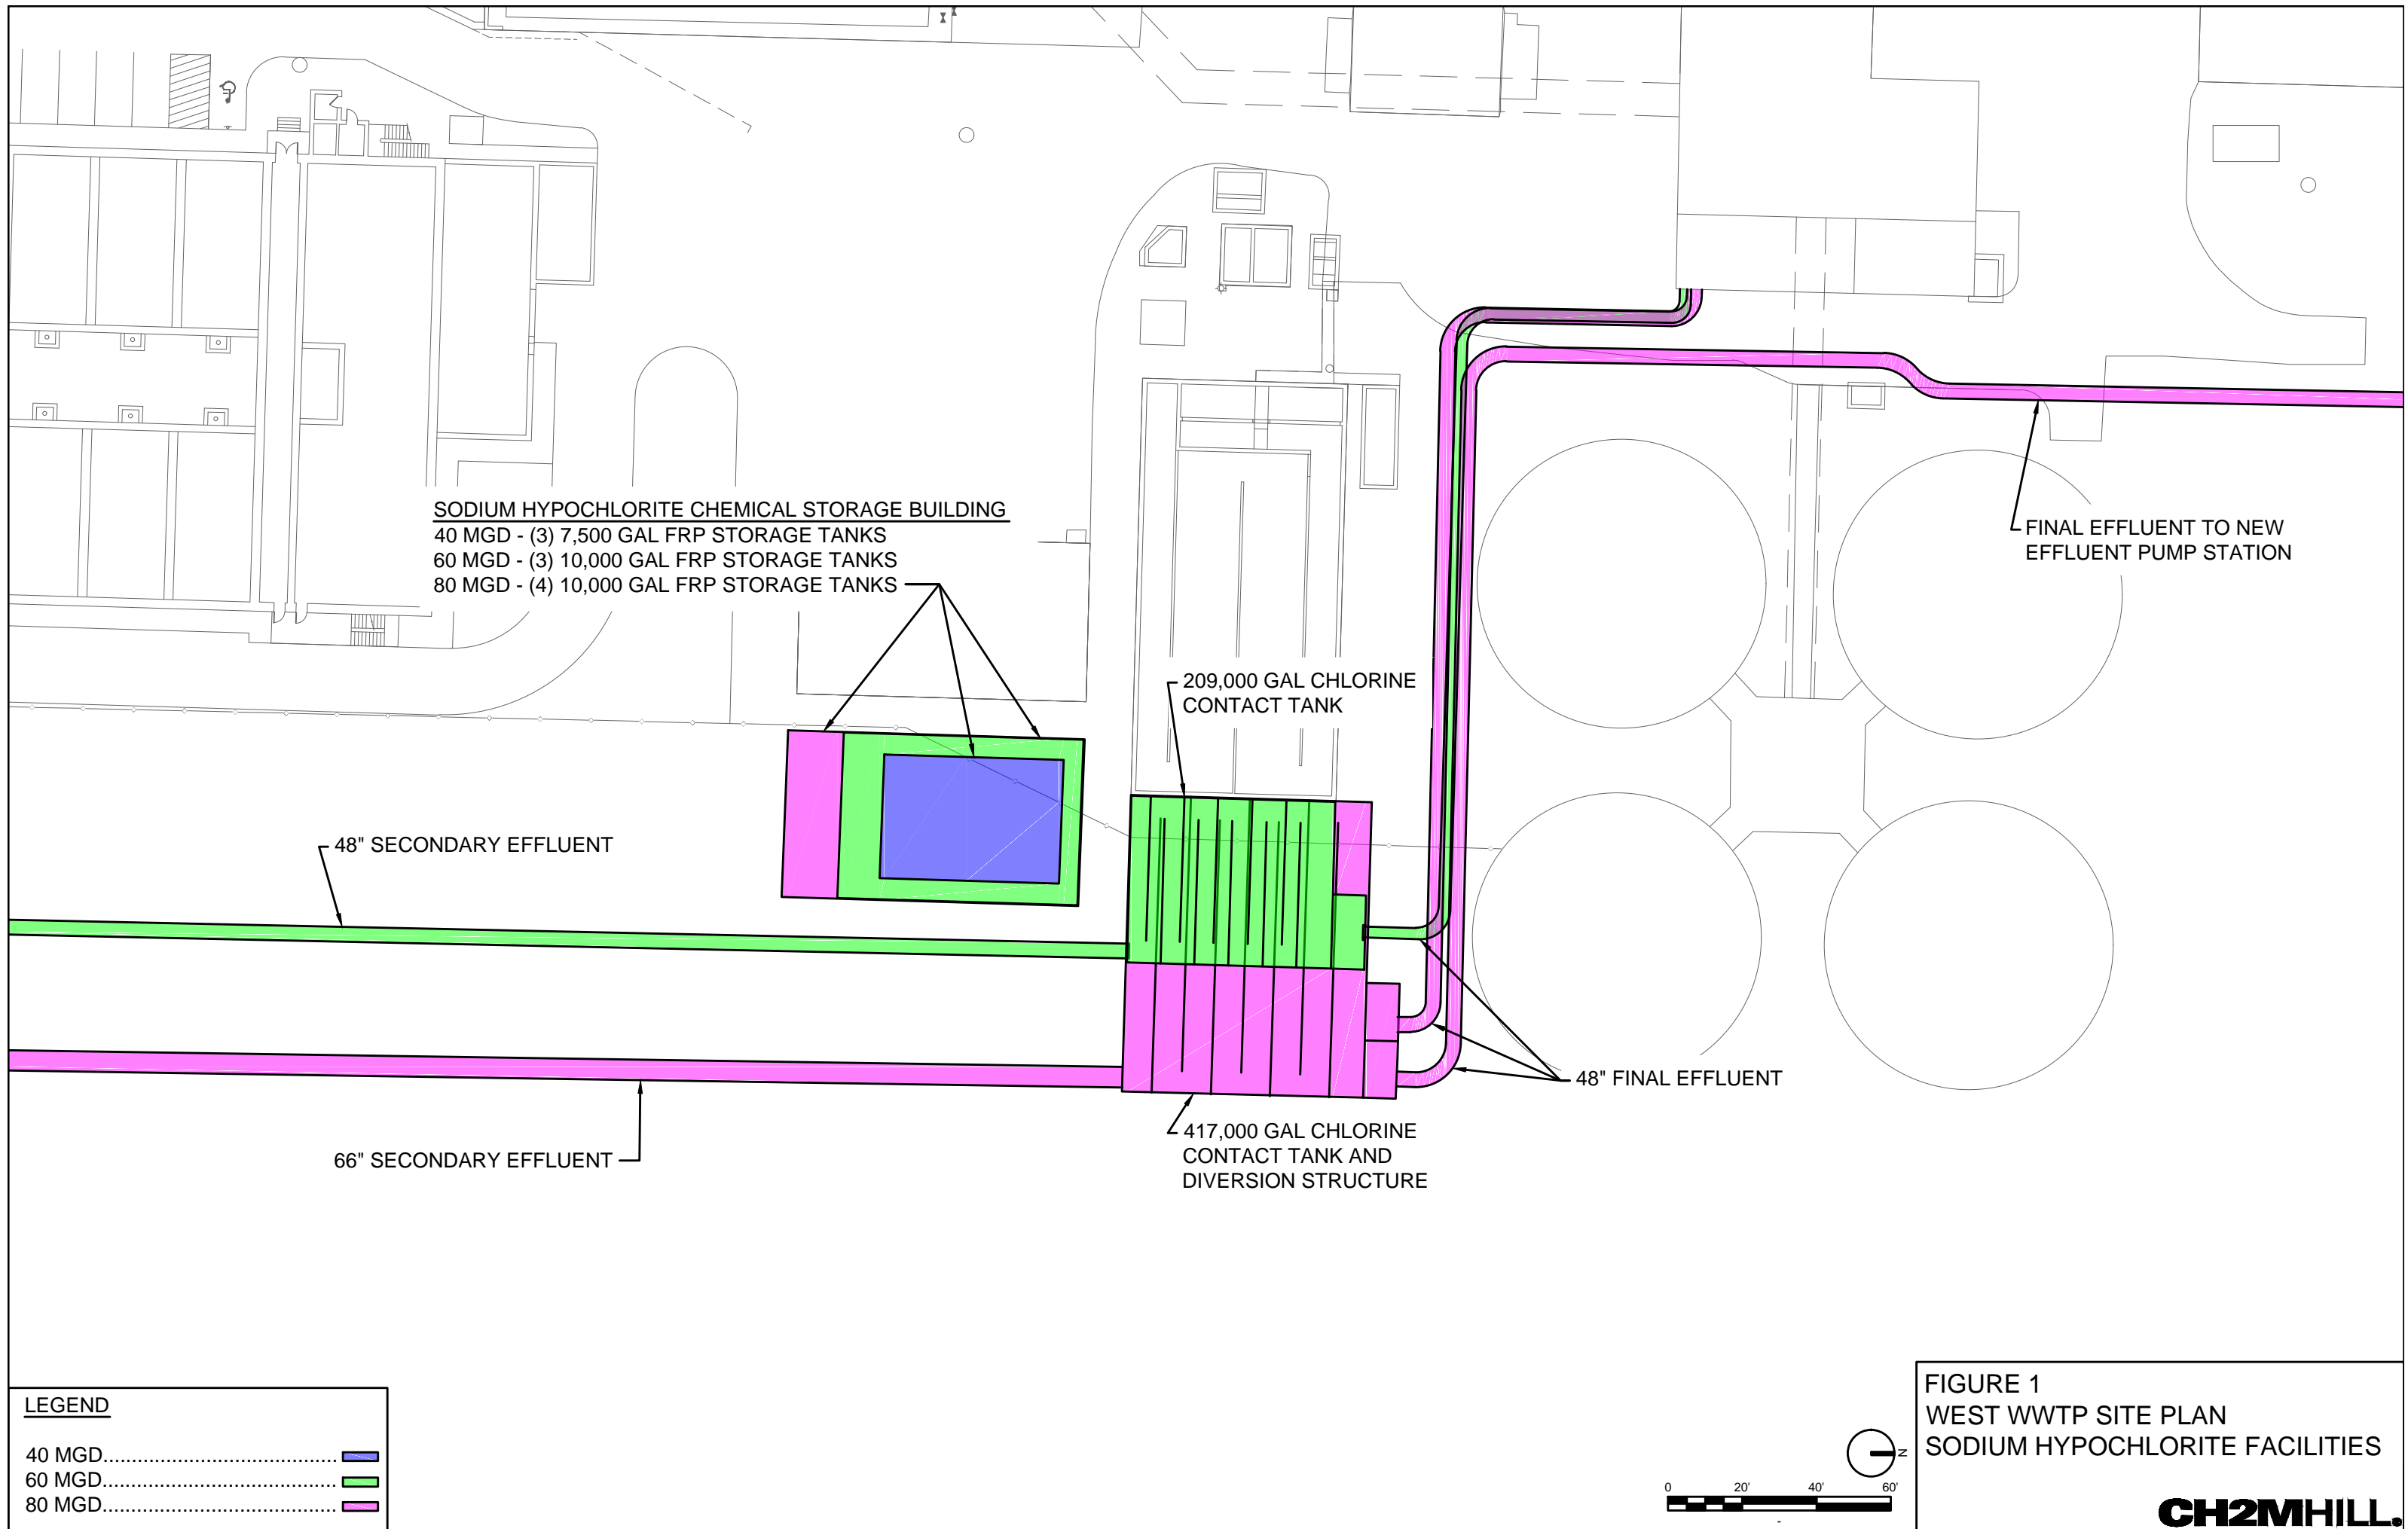 SODIUM HYPOCHLORITE CHEMICAL STORAGE BUILDING
40 MGD - (3) 7,500 GAL FRP STORAGE TANKS
60 MGD - (3) 10,000 GAL FRP STORAGE TANKS
80 MGD - (4) 10,000 GAL FRP STORAGE TANKS
FINAL EFFLUENT TO NEW
EFFLUENT PUMP STATION
209,000 GAL CHLORINE
CONTACT TANK
48" SECONDARY EFFLUENT
48" FINAL EFFLUENT
66" SECONDARY EFFLUENT
417,000 GAL CHLORINE
CONTACT TANK AND
DIVERSION STRUCTURE
LEGEND
40 MGD........................................
60 MGD........................................
80 MGD........................................
N
0 20' 40' 60'
FIGURE 1
WEST WWTP SITE PLAN
SODIUM HYPOCHLORITE FACILITIES
CH2MHILL.